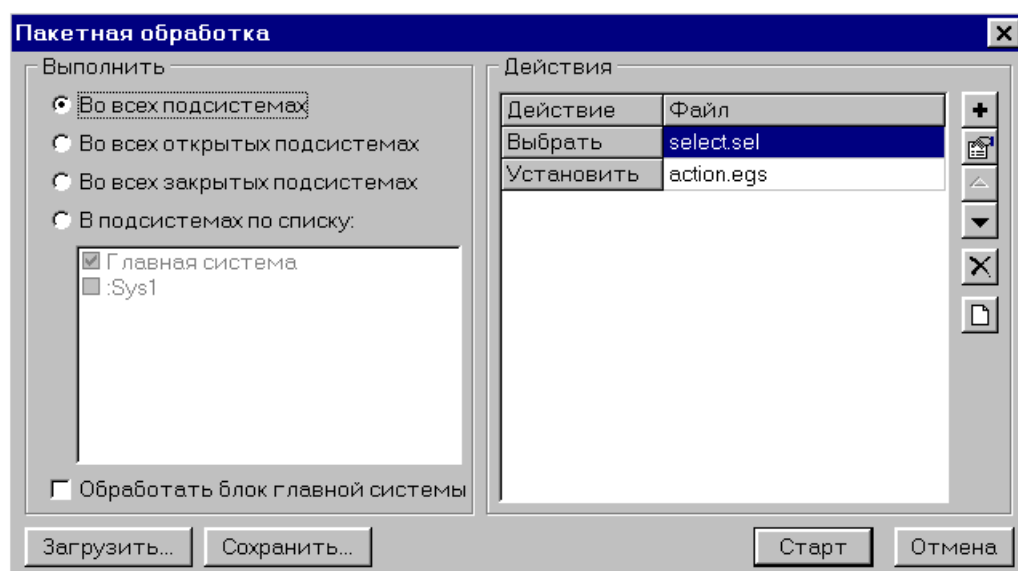 Пакетная обработка
Выполнить
Во всех подсистемах
Во всех открытых подсистемах
Во всех закрытых подсистемах
В подсистемах по списку:
Главная система
:Sys1
Обработать блок главной системы
Действия
Действие Файл
Выбрать select.sel
Установить action.egs
Загрузить... Сохранить... Старт Отмена